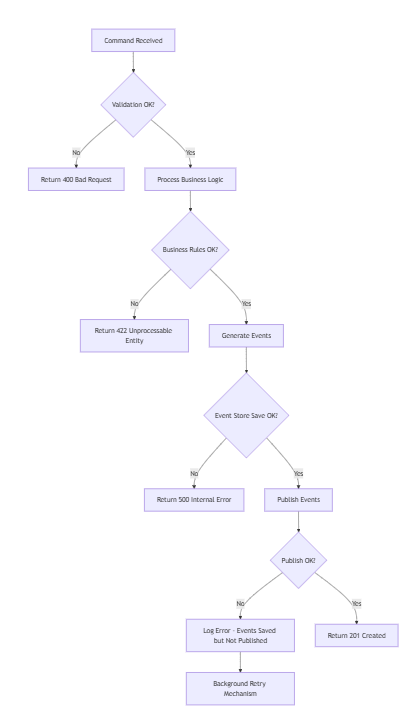 Command Received
Validation OK?
No
Yes
Return 400 Bad Request
Process Business Logic
Business Rules OK?
No
Yes
Return 422 Unprocessable
Entity
Generate Events
Event Store Save OK?
No
Yes
Return 500 Internal Error
Publish Events
Publish OK?
No
Yes
Log Error - Events Saved
but Not Published
Return 201 Created
Background Retry
Mechanism